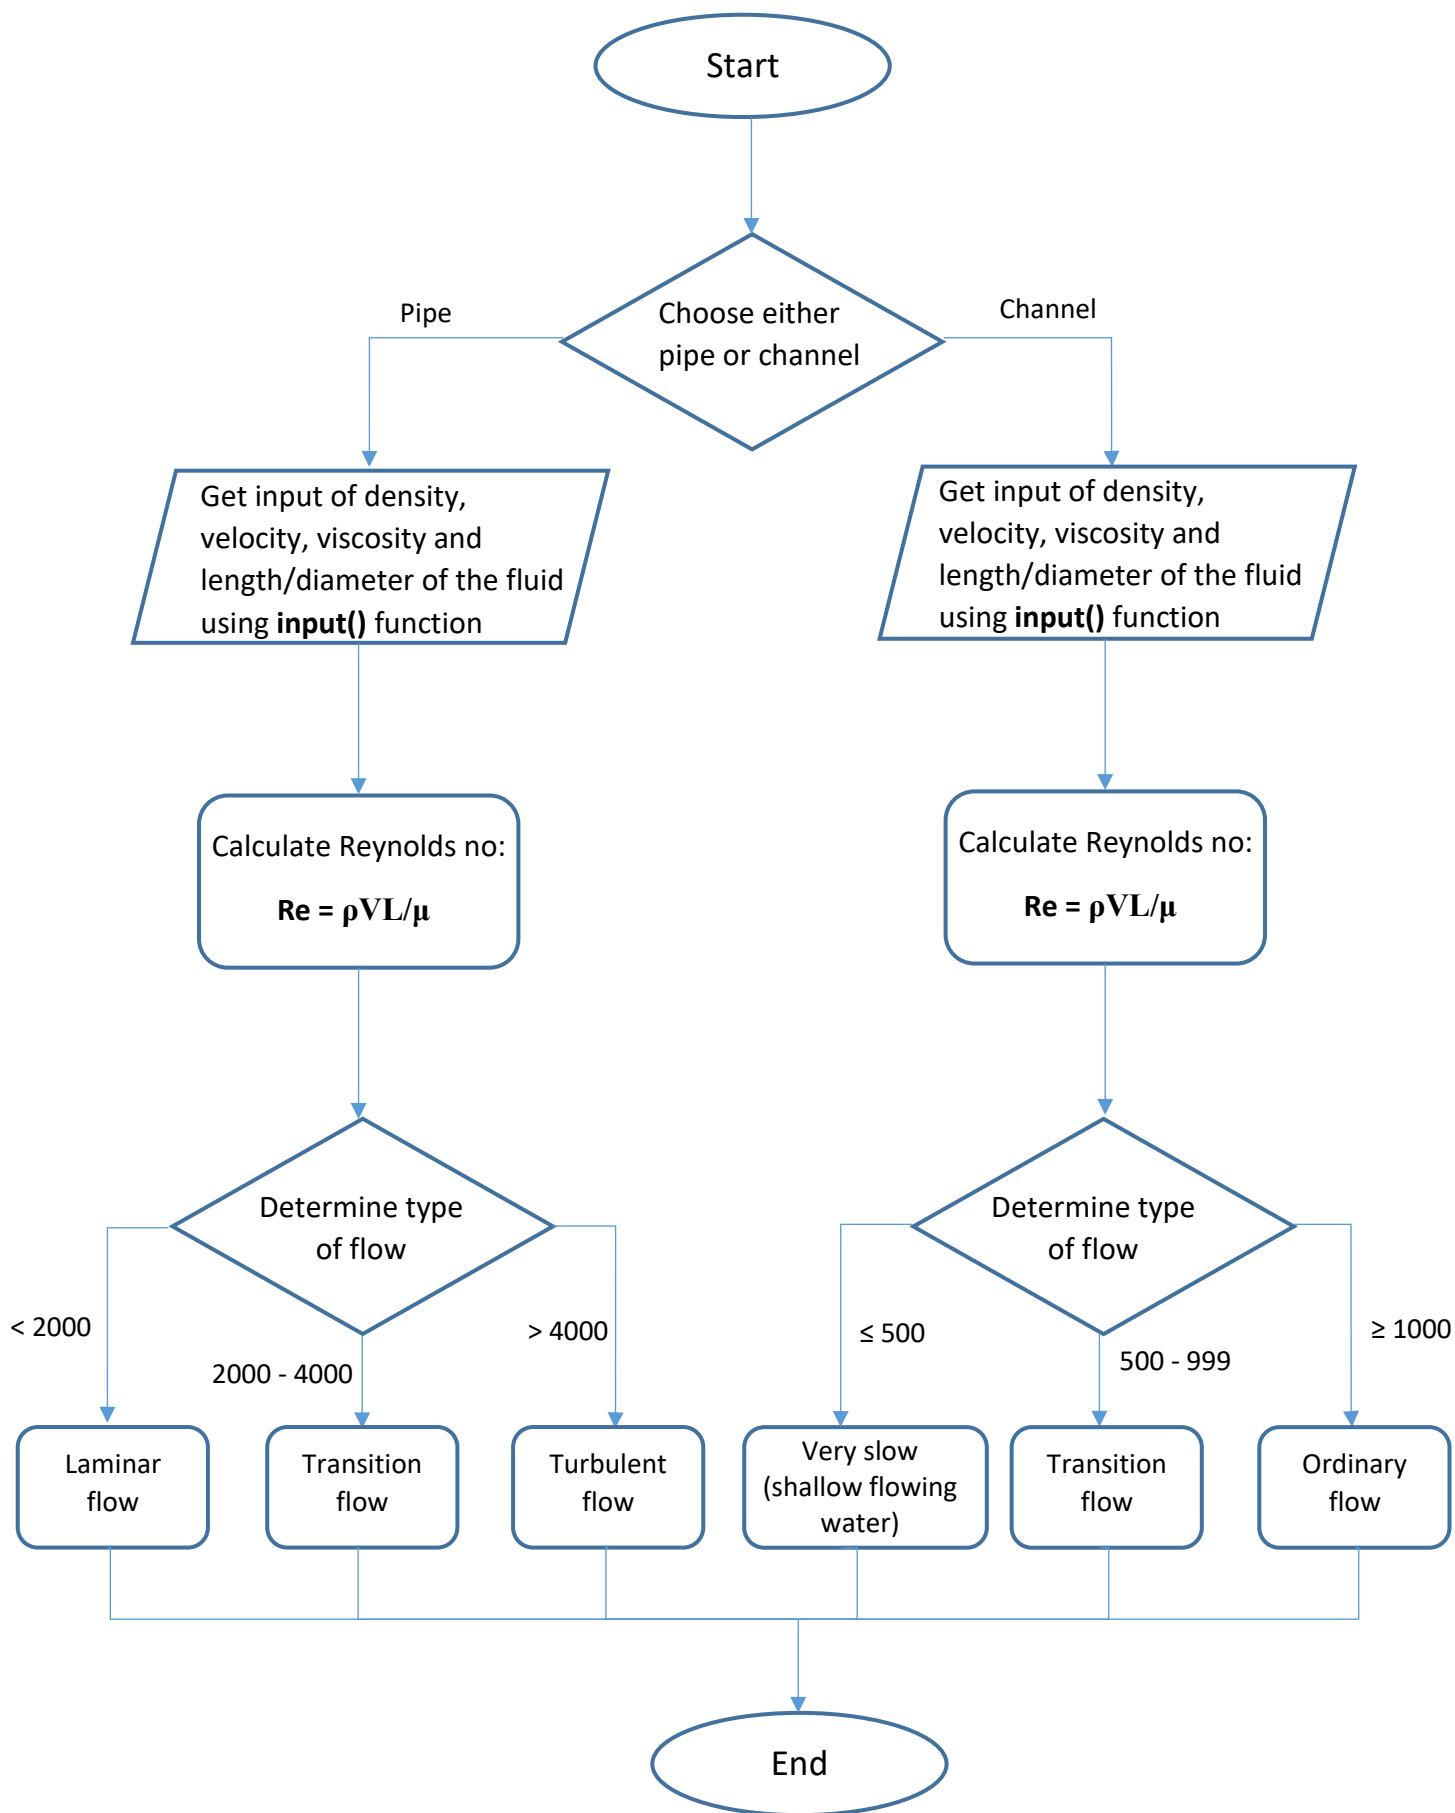 Start
Choose either
pipe or channel
Pipe
Channel
Get input of density,
velocity, viscosity and
length/diameter of the fluid
using input() function
Get input of density,
velocity, viscosity and
length/diameter of the fluid
using input() function
Calculate Reynolds no:
Re = ρVL/μ
Calculate Reynolds no:
Re = ρVL/μ
Determine type
of flow
Determine type
of flow
< 2000
2000 - 4000
> 4000
≤ 500
500 - 999
≥ 1000
Laminar
flow
Transition
flow
Turbulent
flow
Very slow
(shallow flowing
water)
Transition
flow
Ordinary
flow
End